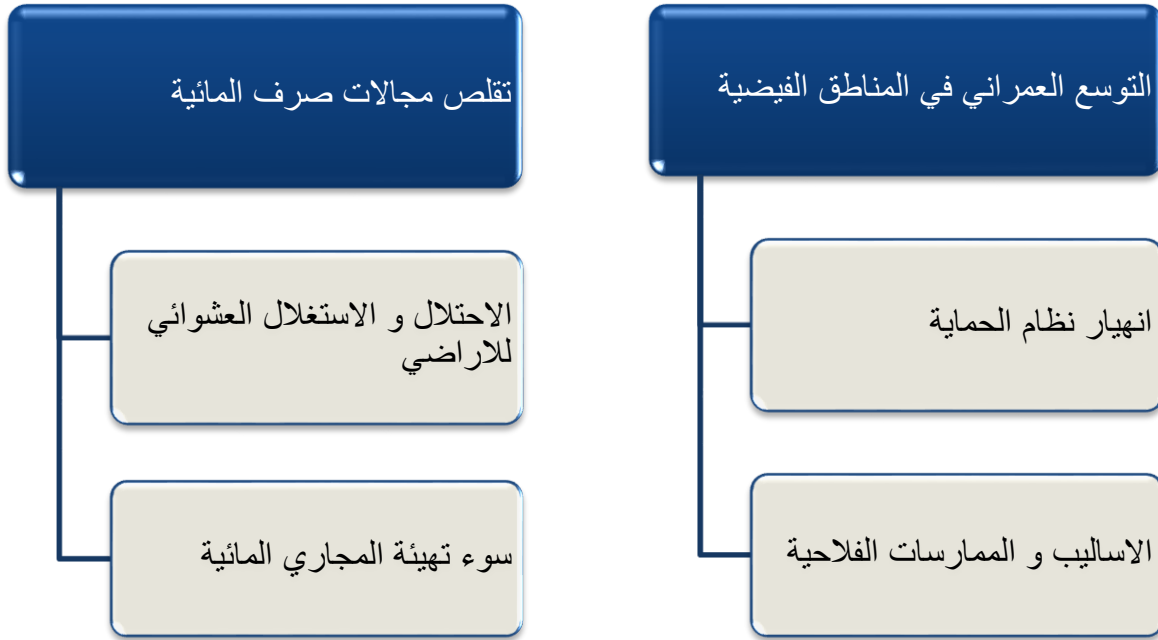 التوسع العمراني في المناطق الفيضية
انهيار نظام الحماية
الاساليب و الممارسات الفلاحية
تقلص مجالات صرف المائية
الاحتلال و الاستغلال العشوائي
للاراضي
سوء تهيئة المجاري المائية